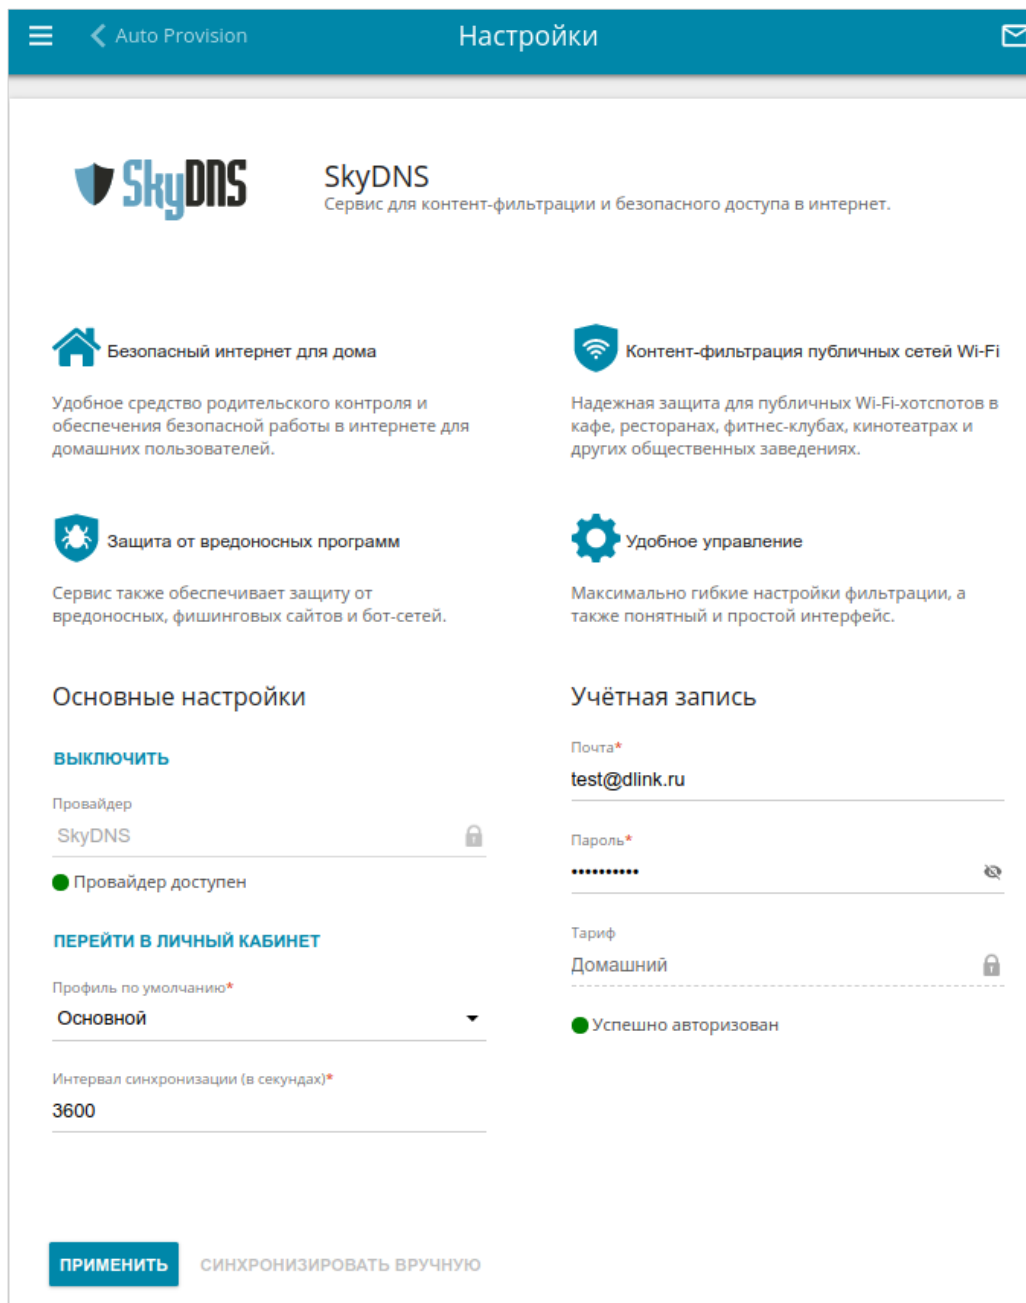 Auto Provision
Настройки
SkyDNS
SkyDNS
Сервис для контент-фильтрации и безопасного доступа в интернет.
Безопасный интернет для дома
Удобное средство родительского контроля и
обеспечения безопасной работы в интернете для
домашних пользователей.
Контент-фильтрация публичных сетей Wi-Fi
Надежная защита для публичных Wi-Fi-хотспотов в
кафе, ресторанах, фитнес-клубах, кинотеатрах и
других общественных заведениях.
Защита от вредоносных программ
Сервис также обеспечивает защиту от
вредоносных, фишинговых сайтов и бот-сетей.
Удобное управление
Максимально гибкие настройки фильтрации, а
также понятный и простой интерфейс.
Основные настройки
ВЫКЛЮЧИТЬ
Провайдер
SkyDNS
Провайдер доступен
ПЕРЕЙТИ В ЛИЧНЫЙ КАБИНЕТ
Профиль по умолчанию*
Основной
Интервал синхронизации (в секундах)*
3600
Учётная запись
Почта*
test@dlink.ru
Пароль*
••••••••••
Тариф
Домашний
Успешно авторизован
ПРИМЕНИТЬ
СИНХРОНИЗИРОВАТЬ ВРУЧНУЮ